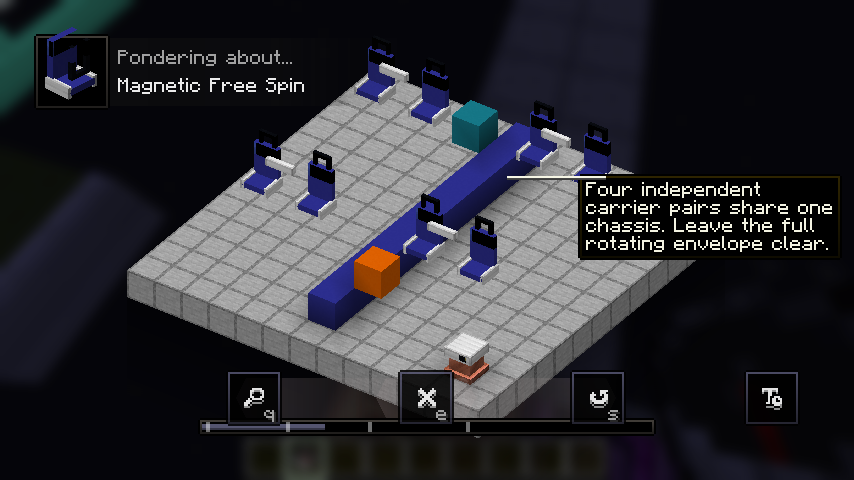 Pondering about...
Magnetic Free Spin
Four independent
carrier pairs share one
chassis. Leave the full
rotating envelope clear.
q
e
s
T